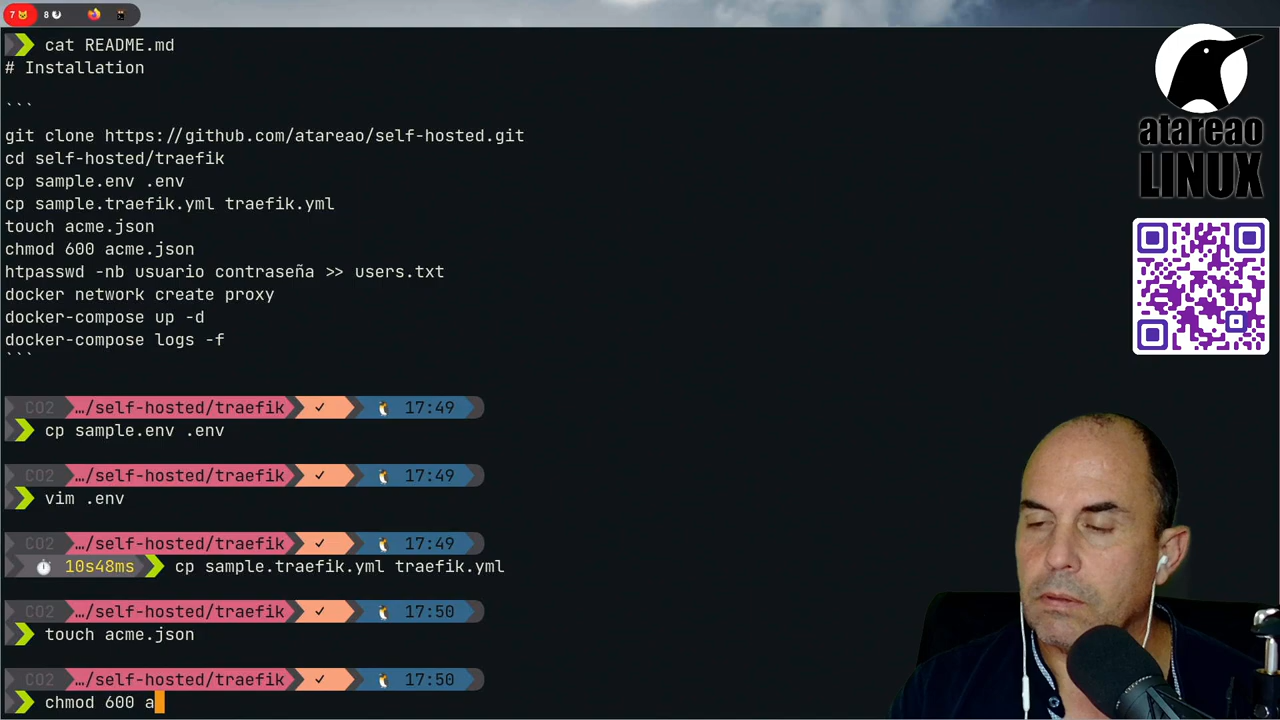 7
8
cat README.md
# Installation
```
git clone https://github.com/atareao/self-hosted.git
cd self-hosted/traefik
cp sample.env .env
cp sample.traefik.yml traefik.yml
touch acme.json
chmod 600 acme.json
htpasswd -nb usuario contraseña >> users.txt
docker network create proxy
docker-compose up -d
docker-compose logs -f
```
CO2 …/self-hosted/traefik ✓ 17:49
cp sample.env .env
CO2 …/self-hosted/traefik ✓ 17:49
vim .env
CO2 …/self-hosted/traefik ✓ 17:49
10s48ms cp sample.traefik.yml traefik.yml
CO2 …/self-hosted/traefik ✓ 17:50
touch acme.json
CO2 …/self-hosted/traefik ✓ 17:50
chmod 600 a
atareao
LINUX